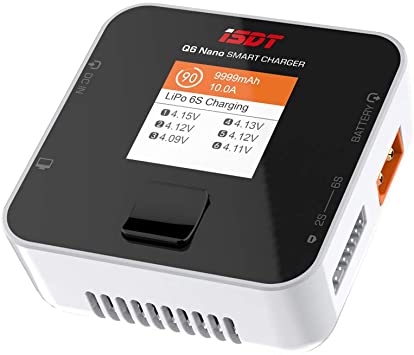 iSDT
Q6 Nano SMART CHARGER
90
9999mAh
10.0A
LiPo 6S Charging
1 4.15V
4 4.13V
2 4.12V
5 4.12V
3 4.09V
6 4.11V
DC IN
BATTERY
2S — 6S